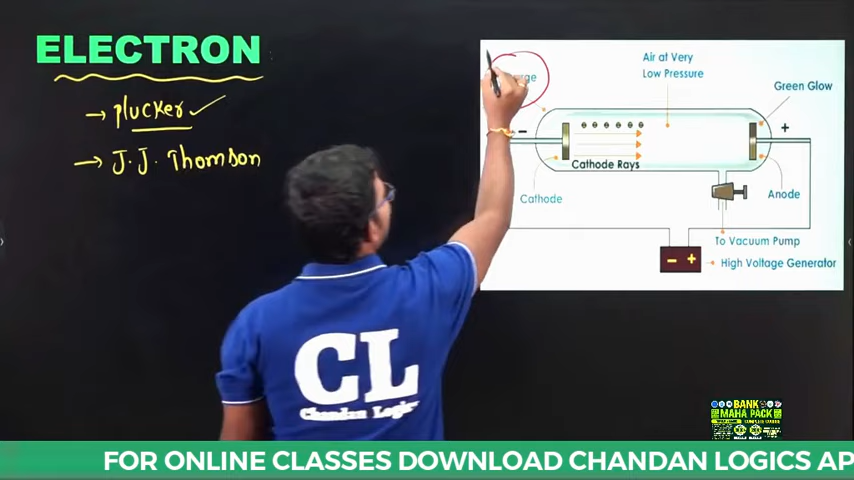 ELECTRON
→ plucker ✓
→ J.J. Thomson
Air at Very
Low Pressure
Green Glow
−
+
Cathode Rays
Cathode
Anode
To Vacuum Pump
− +
High Voltage Generator
CL
Chandan Logics
BANK
MAHA PACK
FOR ONLINE CLASSES DOWNLOAD CHANDAN LOGICS AP